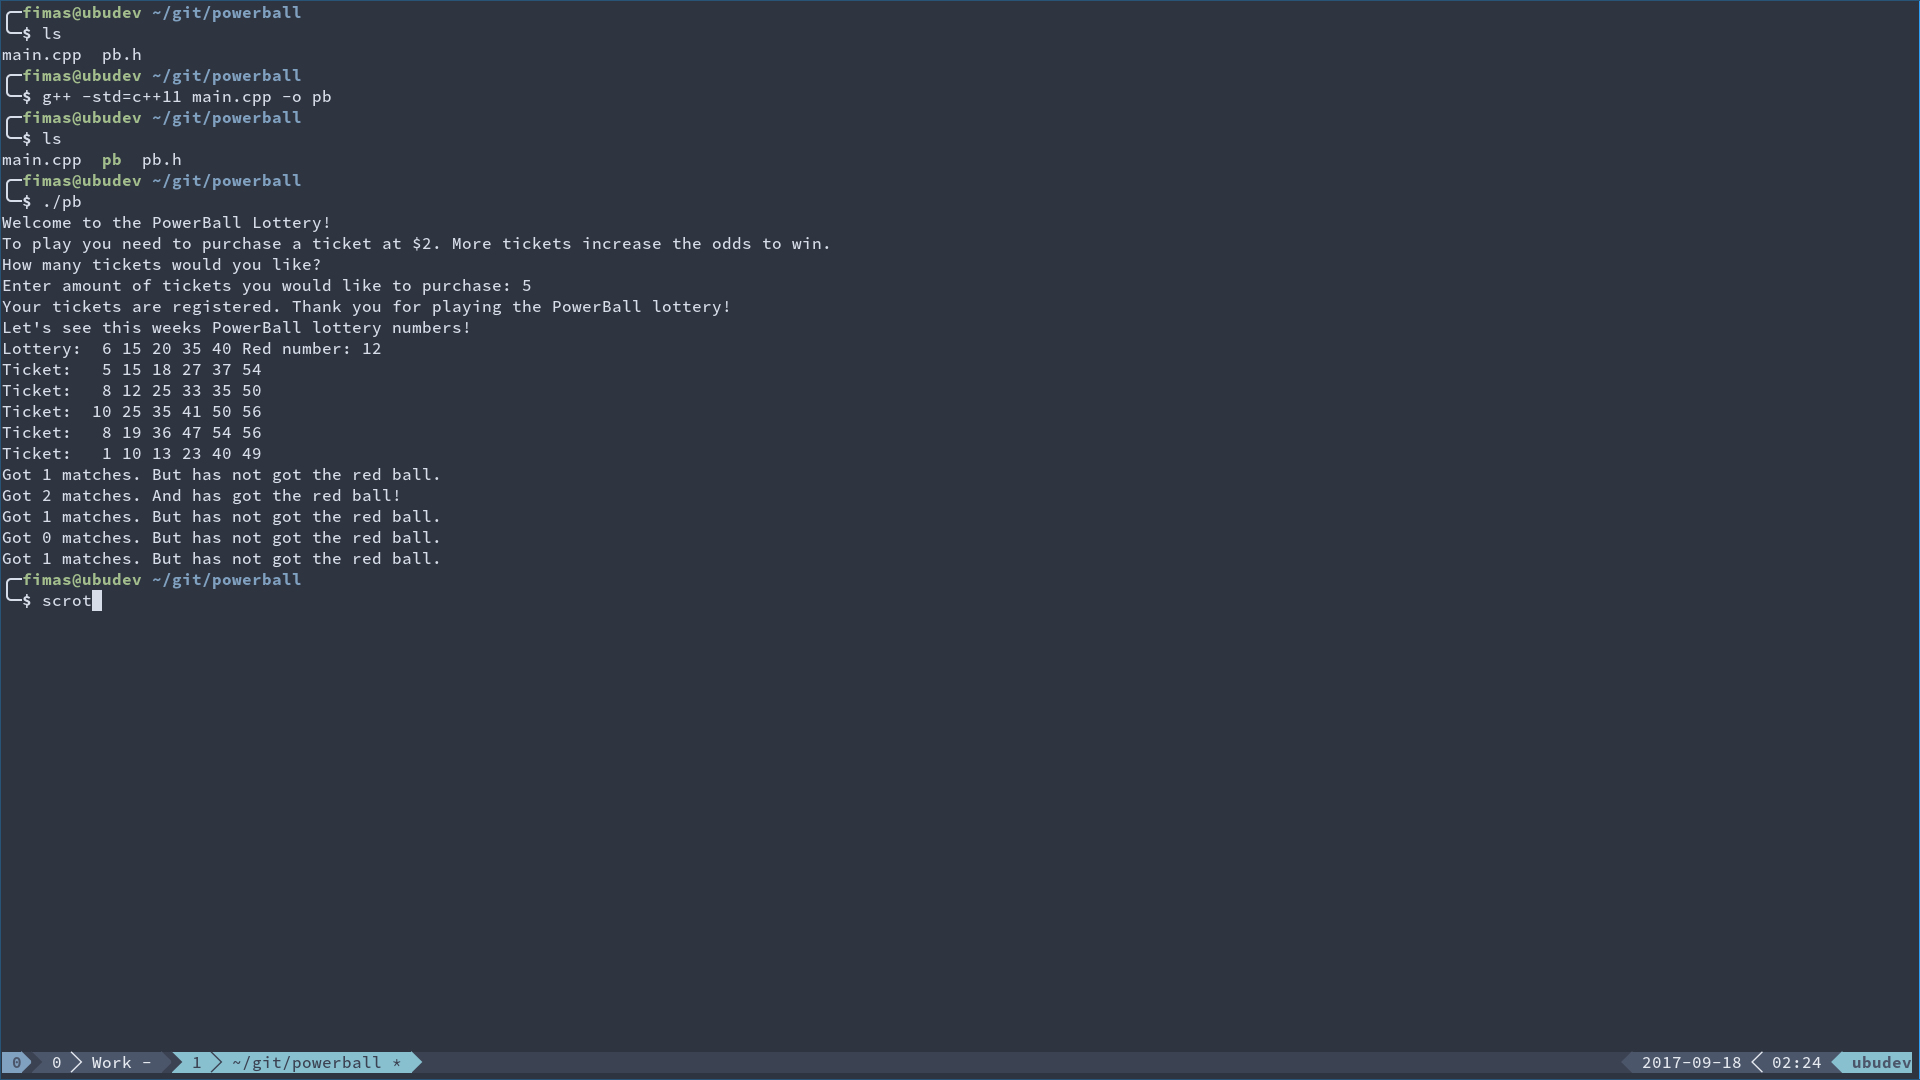 fimas@ubudev ~/git/powerball
$ ls
main.cpp  pb.h
fimas@ubudev ~/git/powerball
$ g++ -std=c++11 main.cpp -o pb
fimas@ubudev ~/git/powerball
$ ls
main.cpp  pb  pb.h
fimas@ubudev ~/git/powerball
$ ./pb
Welcome to the PowerBall Lottery!
To play you need to purchase a ticket at $2. More tickets increase the odds to win.
How many tickets would you like?
Enter amount of tickets you would like to purchase: 5
Your tickets are registered. Thank you for playing the PowerBall lottery!
Let's see this weeks PowerBall lottery numbers!
Lottery:  6 15 20 35 40 Red number: 12
Ticket:   5 15 18 27 37 54
Ticket:   8 12 25 33 35 50
Ticket:  10 25 35 41 50 56
Ticket:   8 19 36 47 54 56
Ticket:   1 10 13 23 40 49
Got 1 matches. But has not got the red ball.
Got 2 matches. And has got the red ball!
Got 1 matches. But has not got the red ball.
Got 0 matches. But has not got the red ball.
Got 1 matches. But has not got the red ball.
fimas@ubudev ~/git/powerball
$ scrot
0 0 Work - 1 ~/git/powerball * 2017-09-18 02:24 ubudev